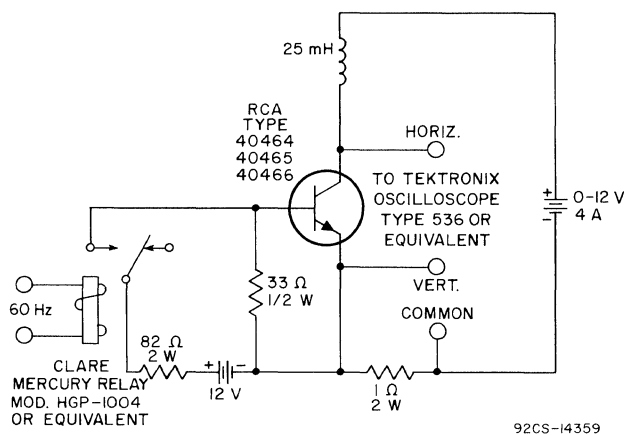 25 mH
RCA
TYPE
40464
40465
40466
HORIZ.
TO TEKTRONIX
OSCILLOSCOPE
TYPE 536 OR
EQUIVALENT
+
-
0-12 V
4 A
VERT.
COMMON
33 Ω
1/2 W
60 Hz
CLARE
MERCURY RELAY
MOD. HGP-1004
OR EQUIVALENT
82 Ω
2 W
+
-
12 V
1 Ω
2 W
92CS-14359